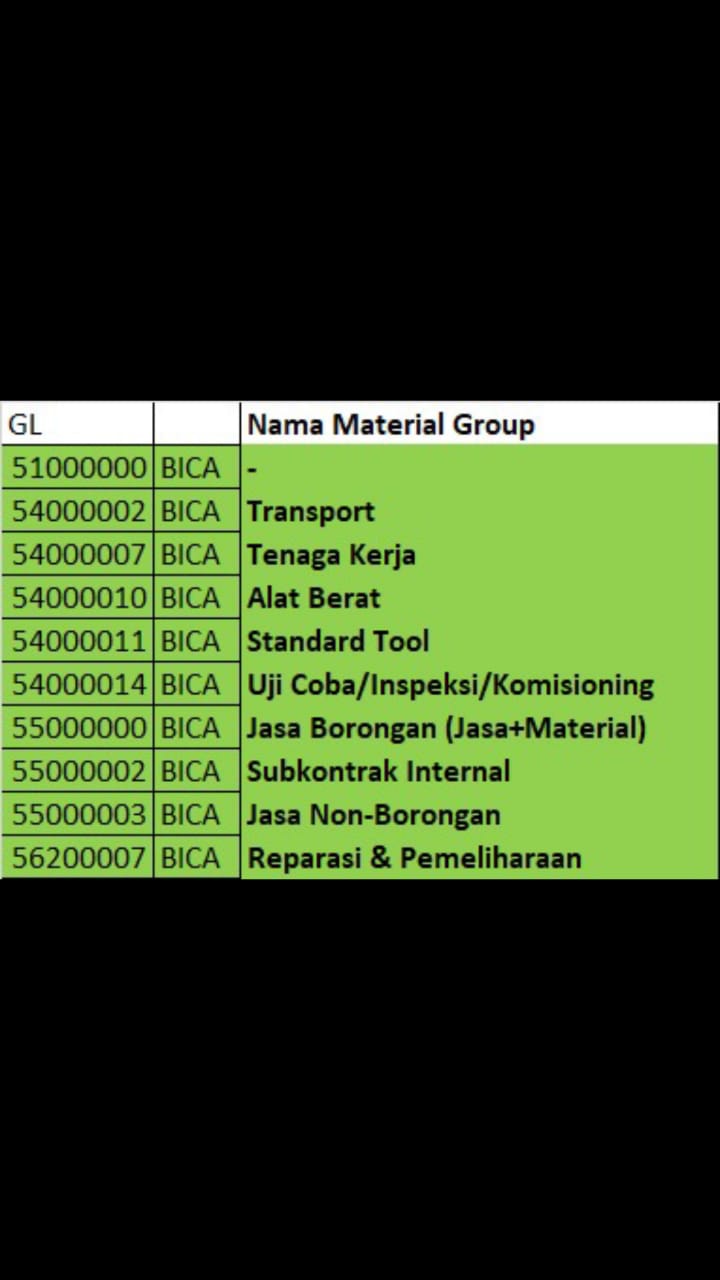 GL Nama Material Group
51000000 BICA -
54000002 BICA Transport
54000007 BICA Tenaga Kerja
54000010 BICA Alat Berat
54000011 BICA Standard Tool
54000014 BICA Uji Coba/Inspeksi/Komisioning
55000000 BICA Jasa Borongan (Jasa+Material)
55000002 BICA Subkontrak Internal
55000003 BICA Jasa Non-Borongan
56200007 BICA Reparasi & Pemeliharaan